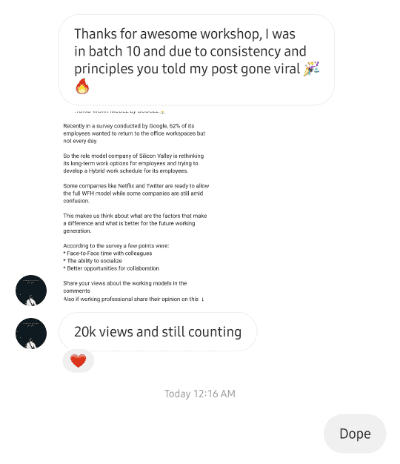 Thanks for awesome workshop, I was
in batch 10 and due to consistency and
principles you told my post gone viral 🎉
🔥
Recently in a survey conducted by Google, 62% of its
employees wanted to return to the office workspaces but
not every day.
So the role model company of Silicon Valley is rethinking
its long-term work options for employees and trying to
develop a Hybrid work schedule for its employees.
Some companies like Netflix and Twitter are ready to allow
the full WFH model while some companies are still amid
confusion.
This makes us think about what are the factors that make
a difference and what is better for the future working
generation.
According to the survey a few points were:
* Face-to-Face time with colleagues
* The ability to socialize
* Better opportunities for collaboration
Share your views about the working models in the
comments
Also if working professional share their opinion on this ↓
20k views and still counting
❤️
Today 12:16 AM
Dope